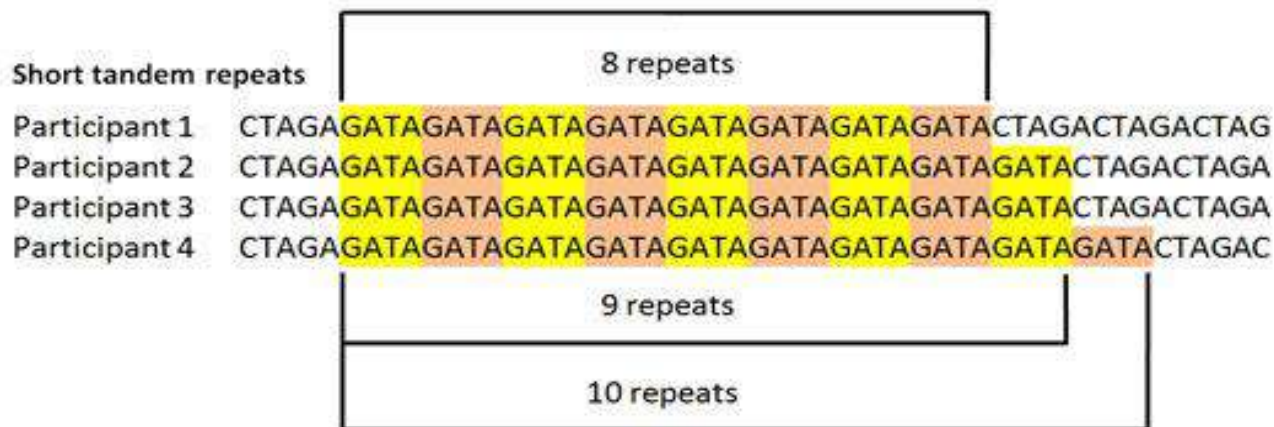 8 repeats
Short tandem repeats
Participant 1 CTAGAGATAGATAGATAGATAGATAGATAGATAGATACTAGACTAGACTAG
Participant 2 CTAGAGATAGATAGATAGATAGATAGATAGATAGATAGATACTAGACTAGA
Participant 3 CTAGAGATAGATAGATAGATAGATAGATAGATAGATAGATACTAGACTAGA
Participant 4 CTAGAGATAGATAGATAGATAGATAGATAGATAGATAGATAGATACTAGAC
9 repeats
10 repeats